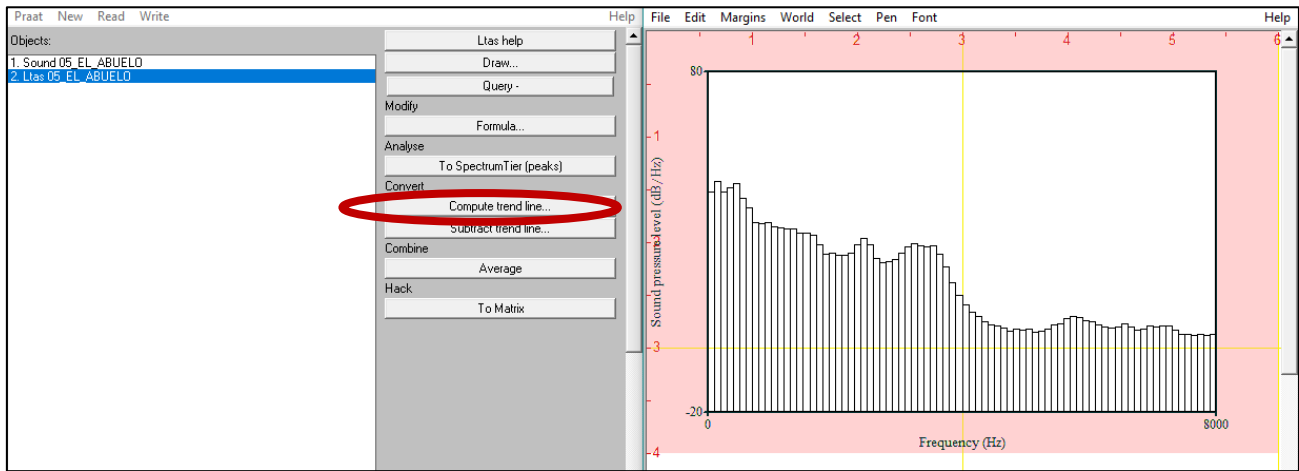 Praat New Read Write Help
Objects:
1. Sound 05_EL_ABUELO
2. Ltas 05_EL_ABUELO
Ltas help
Draw...
Query -
Modify
Formula...
Analyse
To SpectrumTier (peaks)
Convert
Compute trend line...
Subtract trend line...
Combine
Average
Hack
To Matrix
File Edit Margins World Select Pen Font Help
1 2 3 4 5 6
1
3
4
80
-20
Sound pressure level (dB/Hz)
0 8000
Frequency (Hz)